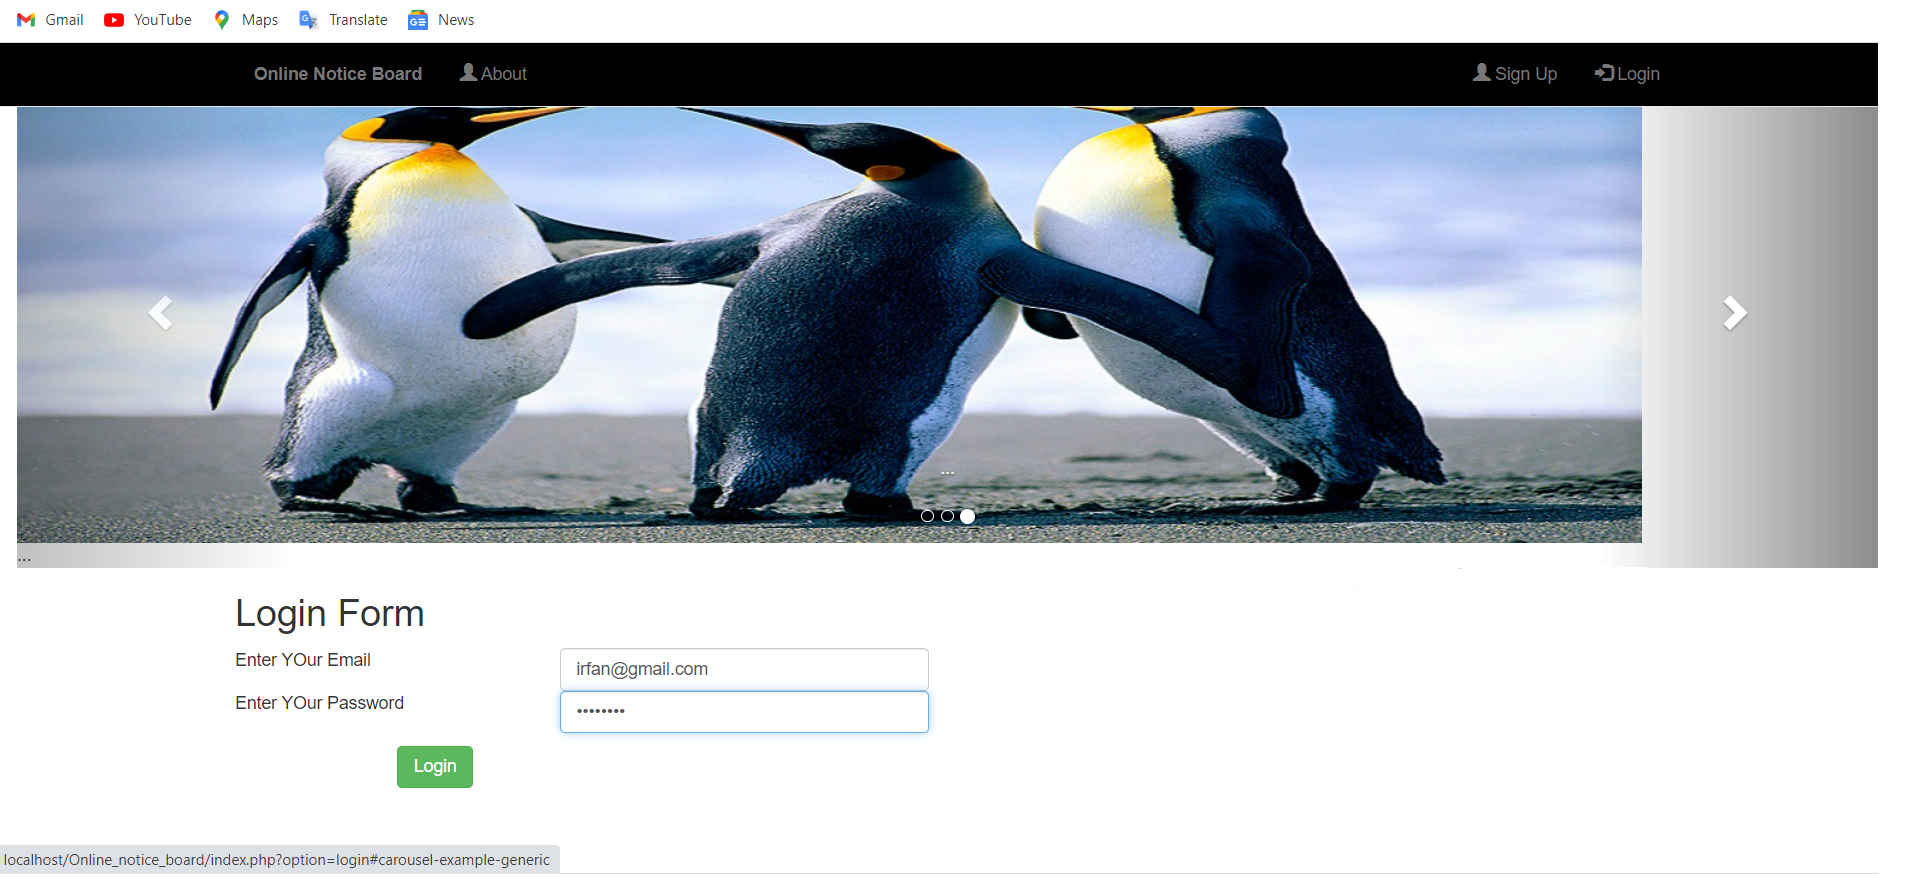 Gmail YouTube Maps Translate News
Online Notice Board About Sign Up Login
...
...
Login Form
Enter YOur Email irfan@gmail.com
Enter YOur Password ••••••••
Login
localhost/Online_notice_board/index.php?option=login#carousel-example-generic